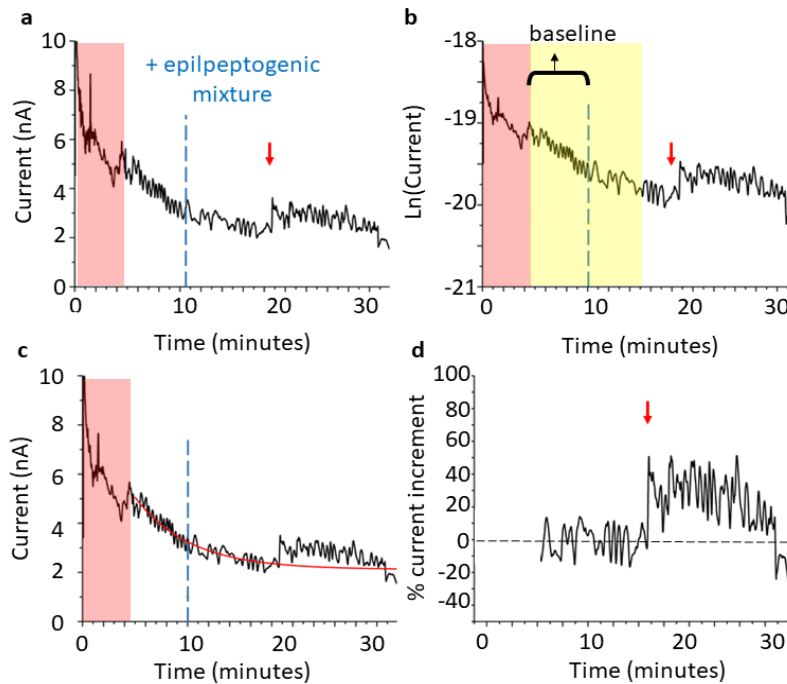 a
+ epilpeptogenic
mixture
Current (nA)
10
8
6
4
2
0
0
10
20
30
Time (minutes)
b
baseline
Ln(Current)
-18
-19
-20
-21
0
10
20
30
Time (minutes)
c
Current (nA)
10
8
6
4
2
0
0
10
20
30
Time (minutes)
d
% current increment
100
80
60
40
20
0
-20
-40
0
10
20
30
Time (minutes)